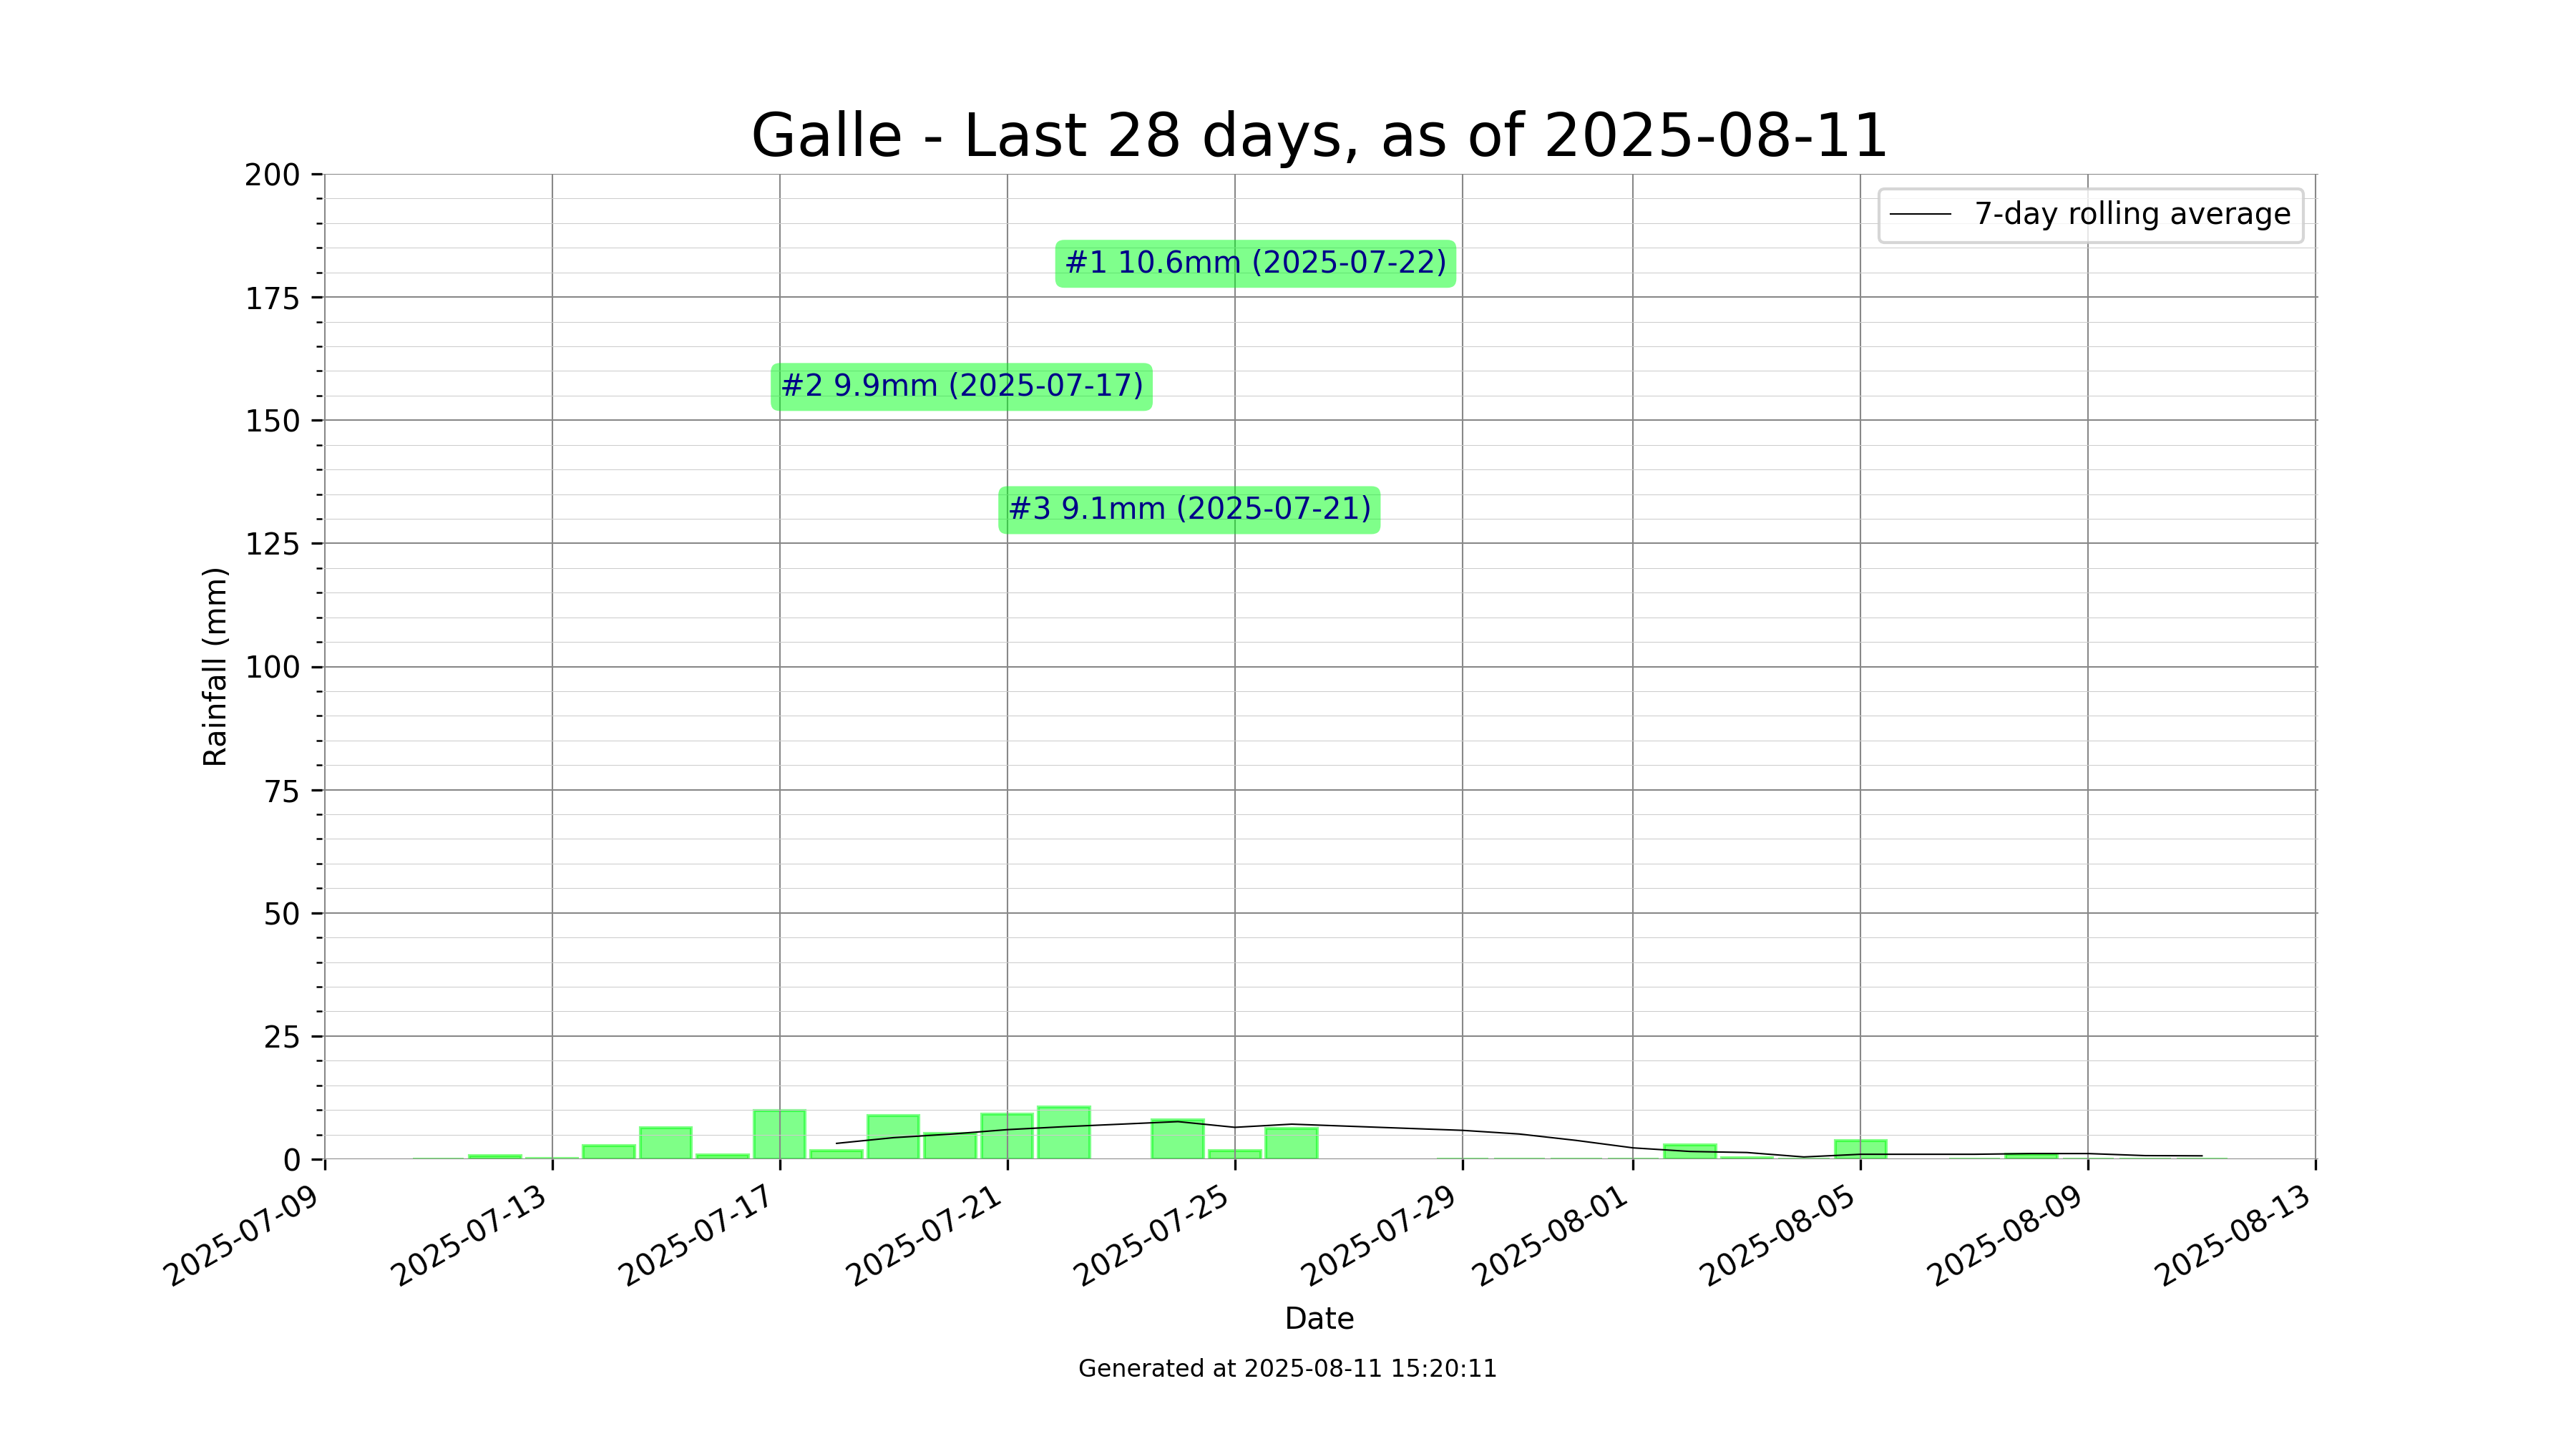 Galle - Last 28 days, as of 2025-08-11
200
175
150
125
100
75
50
25
0
Rainfall (mm)
7-day rolling average
#1 10.6mm (2025-07-22)
#2 9.9mm (2025-07-17)
#3 9.1mm (2025-07-21)
2025-07-09
2025-07-13
2025-07-17
2025-07-21
2025-07-25
2025-07-29
2025-08-01
2025-08-05
2025-08-09
2025-08-13
Date
Generated at 2025-08-11 15:20:11